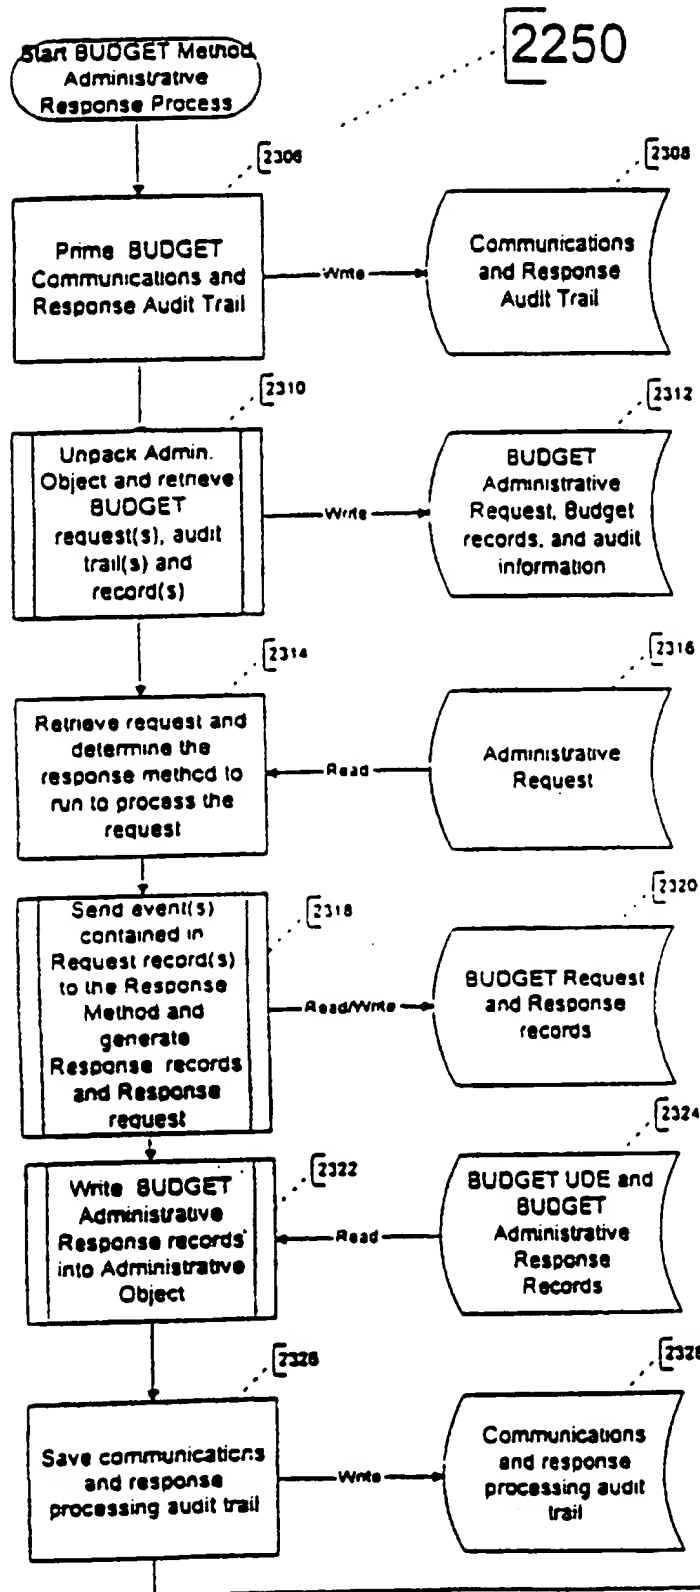 Start BUDGET Method
Administrative
Response Process
2250
2306
Prime BUDGET
Communications and
Response Audit Trail
Write
2308
Communications
and Response
Audit Trail
2310
Unpack Admin.
Object and retrieve
BUDGET
request(s), audit
trail(s) and
record(s)
Write
2312
BUDGET
Administrative
Request, Budget
records, and audit
information
2314
Retrieve request and
determine the
response method to
run to process the
request
Read
2316
Administrative
Request
2318
Send event(s)
contained in
Request record(s)
to the Response
Method and
generate
Response records
and Response
request
Read/Write
2320
BUDGET Request
and Response
records
2322
Write BUDGET
Administrative
Response records
into Administrative
Object
Read
2324
BUDGET UDE and
BUDGET
Administrative
Response
Records
2326
Save communications
and response
processing audit trail
Write
2328
Communications
and response
processing audit
trail